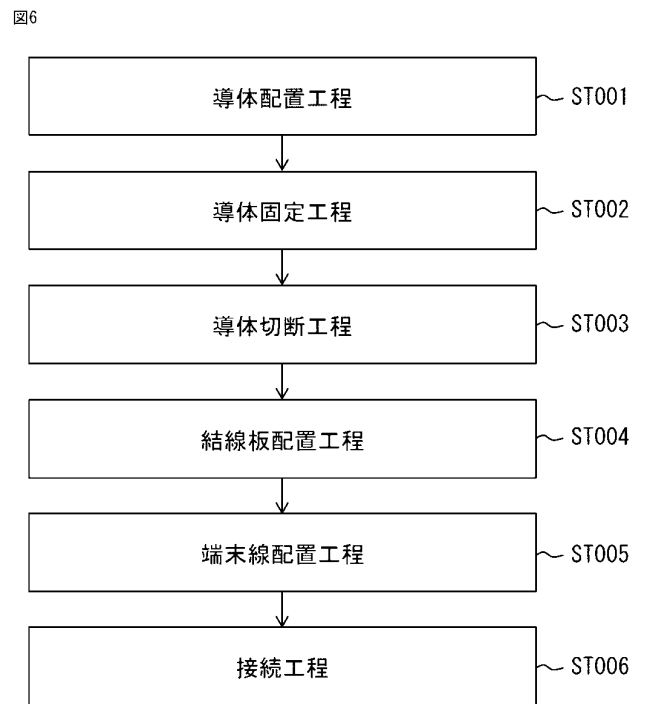 図6
導体配置工程 ST001
導体固定工程 ST002
導体切断工程 ST003
結線板配置工程 ST004
端末線配置工程 ST005
接続工程 ST006